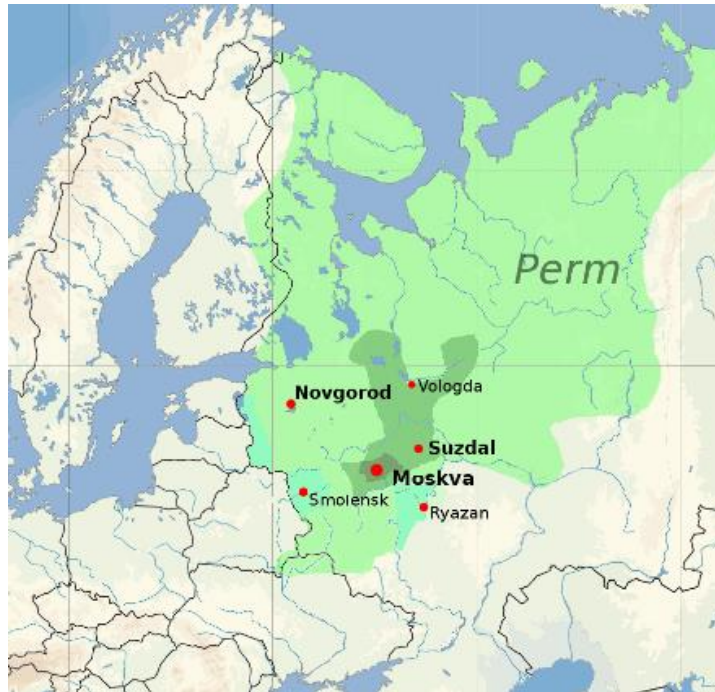 Perm
Vologda
Novgorod
Suzdal
Moskva
Smolensk
Ryazan